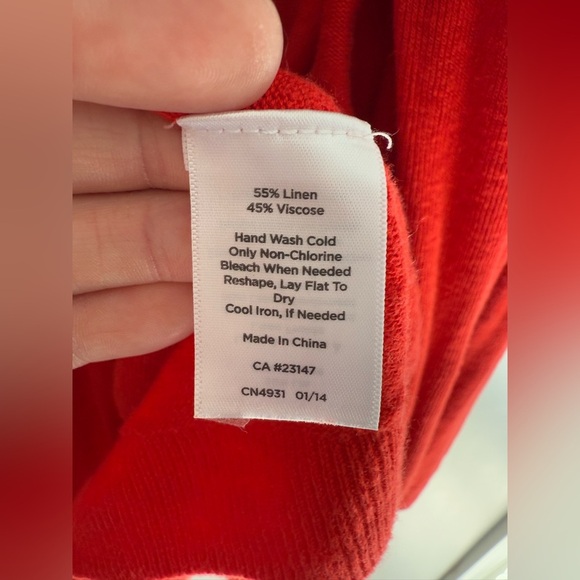 55% Linen
45% Viscose
Hand Wash Cold
Only Non-Chlorine
Bleach When Needed
Reshape, Lay Flat To
Dry
Cool Iron, If Needed
Made In China
CA #23147
CN4931 01/14